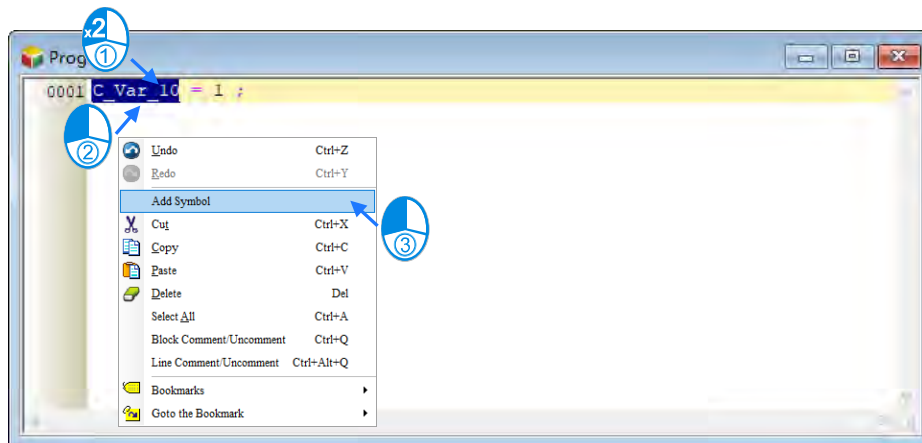 x2
①
Prog
0001 C_Var_10 = 1 ;
②
Undo Ctrl+Z
Redo Ctrl+Y
Add Symbol
③
Cut Ctrl+X
Copy Ctrl+C
Paste Ctrl+V
Delete Del
Select All Ctrl+A
Block Comment/Uncomment Ctrl+Q
Line Comment/Uncomment Ctrl+Alt+Q
Bookmarks
Goto the Bookmark